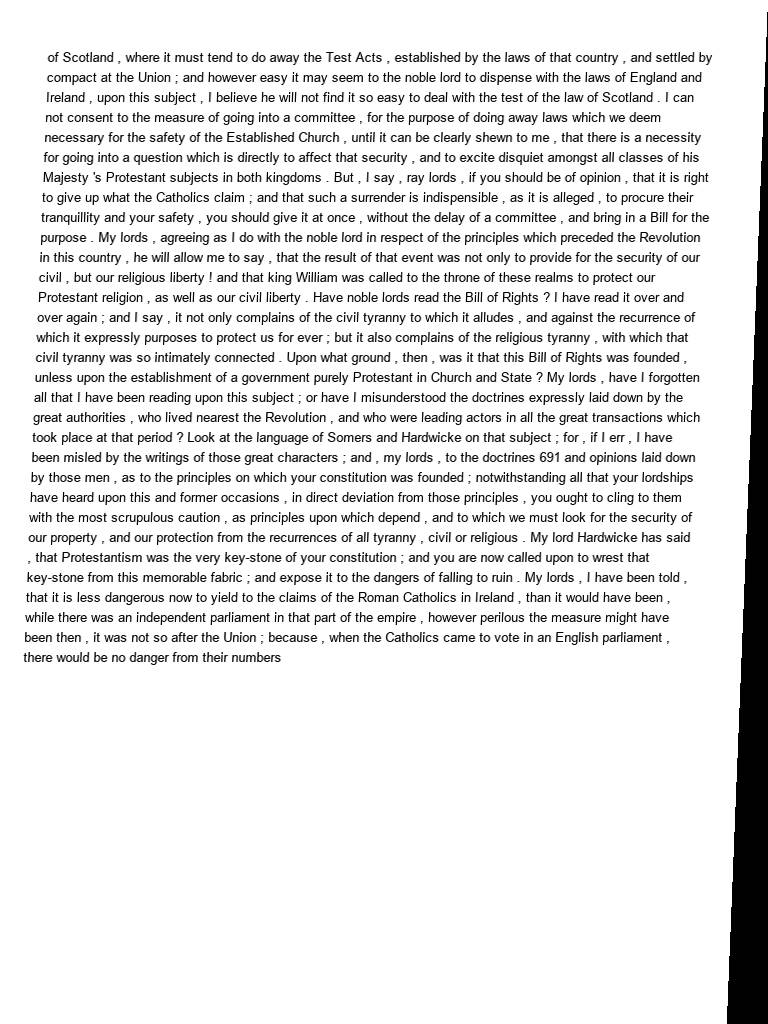 of Scotland , where it must tend to do away the Test Acts , established by the laws of that country , and settled by
compact at the Union ; and however easy it may seem to the noble lord to dispense with the laws of England and
Ireland , upon this subject , I believe he will not find it so easy to deal with the test of the law of Scotland . I can
not consent to the measure of going into a committee , for the purpose of doing away laws which we deem
necessary for the safety of the Established Church , until it can be clearly shewn to me , that there is a necessity
for going into a question which is directly to affect that security , and to excite disquiet amongst all classes of his
Majesty 's Protestant subjects in both kingdoms . But , I say , ray lords , if you should be of opinion , that it is right
to give up what the Catholics claim ; and that such a surrender is indispensible , as it is alleged , to procure their
tranquillity and your safety , you should give it at once , without the delay of a committee , and bring in a Bill for the
purpose . My lords , agreeing as I do with the noble lord in respect of the principles which preceded the Revolution
in this country , he will allow me to say , that the result of that event was not only to provide for the security of our
civil , but our religious liberty ! and that king William was called to the throne of these realms to protect our
Protestant religion , as well as our civil liberty . Have noble lords read the Bill of Rights ? I have read it over and
over again ; and I say , it not only complains of the civil tyranny to which it alludes , and against the recurrence of
which it expressly purposes to protect us for ever ; but it also complains of the religious tyranny , with which that
civil tyranny was so intimately connected . Upon what ground , then , was it that this Bill of Rights was founded ,
unless upon the establishment of a government purely Protestant in Church and State ? My lords , have I forgotten
all that I have been reading upon this subject ; or have I misunderstood the doctrines expressly laid down by the
great authorities , who lived nearest the Revolution , and who were leading actors in all the great transactions which
took place at that period ? Look at the language of Somers and Hardwicke on that subject ; for , if I err , I have
been misled by the writings of those great characters ; and , my lords , to the doctrines 691 and opinions laid down
by those men , as to the principles on which your constitution was founded ; notwithstanding all that your lordships
have heard upon this and former occasions , in direct deviation from those principles , you ought to cling to them
with the most scrupulous caution , as principles upon which depend , and to which we must look for the security of
our property , and our protection from the recurrences of all tyranny , civil or religious . My lord Hardwicke has said
, that Protestantism was the very key-stone of your constitution ; and you are now called upon to wrest that
key-stone from this memorable fabric ; and expose it to the dangers of falling to ruin . My lords , I have been told ,
that it is less dangerous now to yield to the claims of the Roman Catholics in Ireland , than it would have been ,
while there was an independent parliament in that part of the empire , however perilous the measure might have
been then , it was not so after the Union ; because , when the Catholics came to vote in an English parliament ,
there would be no danger from their numbers